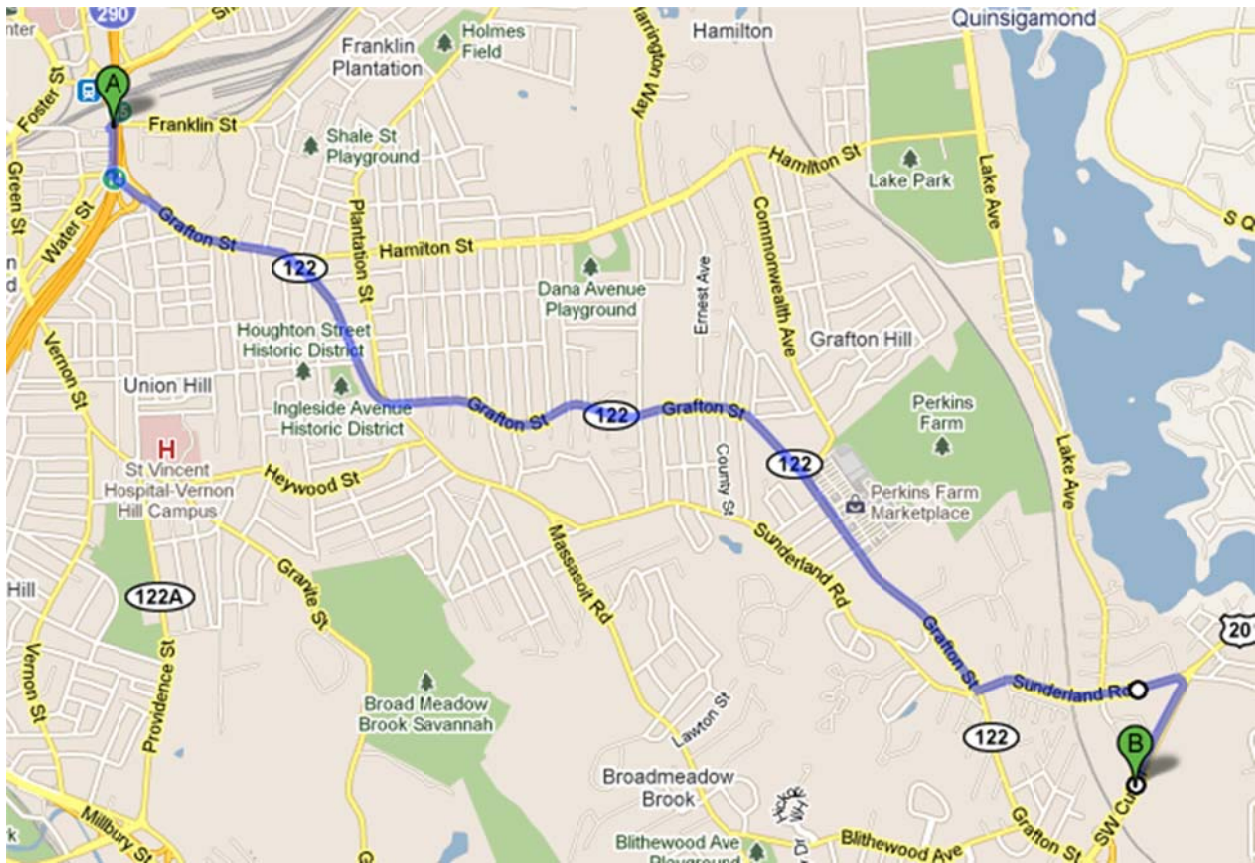 290
Holmes
Field
Franklin
Plantation
Harrington Way
Hamilton
Quinsigamond
Foster St
A
Franklin St
Shale St
Playground
Hamilton St
Lake Park
Lake Ave
Green St
Water St
Grafton St
Plantation St
Hamilton St
122
Dana Avenue
Playground
Ernest Ave
Commonwealth Ave
Grafton Hill
Vernon St
Houghton Street
Historic District
Union Hill
Ingleside Avenue
Historic District
Grafton St
122
Grafton St
Perkins
Farm
Lake Ave
H
St Vincent
Hospital-Vernon
Hill Campus
Heywood St
County St
122
Perkins Farm
Marketplace
Massasoit Rd
Sunderland Rd
Granite St
Hill
122A
Vernon St
Providence St
Broad Meadow
Brook Savannah
Grafton St
Sunderland Rd
20
Lawton St
122
B
Broadmeadow
Brook
Millbury St
Blithewood Ave
Playground
Blithewood Ave
Grafton St
SW Cu